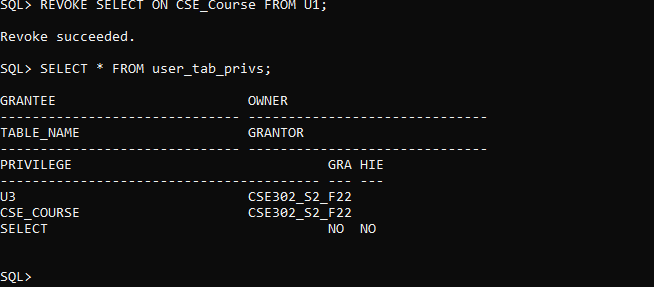 SQL> REVOKE SELECT ON CSE_Course FROM U1;
Revoke succeeded.
SQL> SELECT * FROM user_tab_privs;
GRANTEE                        OWNER
------------------------------ ------------------------------
TABLE_NAME                     GRANTOR
------------------------------ ------------------------------
PRIVILEGE                                GRA HIE
---------------------------------------- --- ---
U3                             CSE302_S2_F22
CSE_COURSE                     CSE302_S2_F22
SELECT                                   NO  NO
SQL>